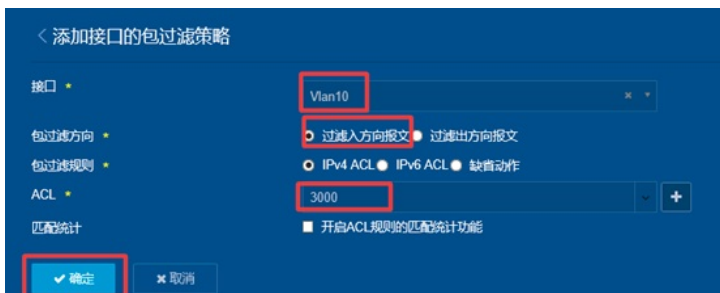 < 添加接口的包过滤策略
接口 *
Vlan10
包过滤方向 *
过滤入方向报文 过滤出方向报文
包过滤规则 *
IPv4 ACL IPv6 ACL 缺省动作
ACL *
3000
匹配统计
开启ACL规则的匹配统计功能
确定 取消